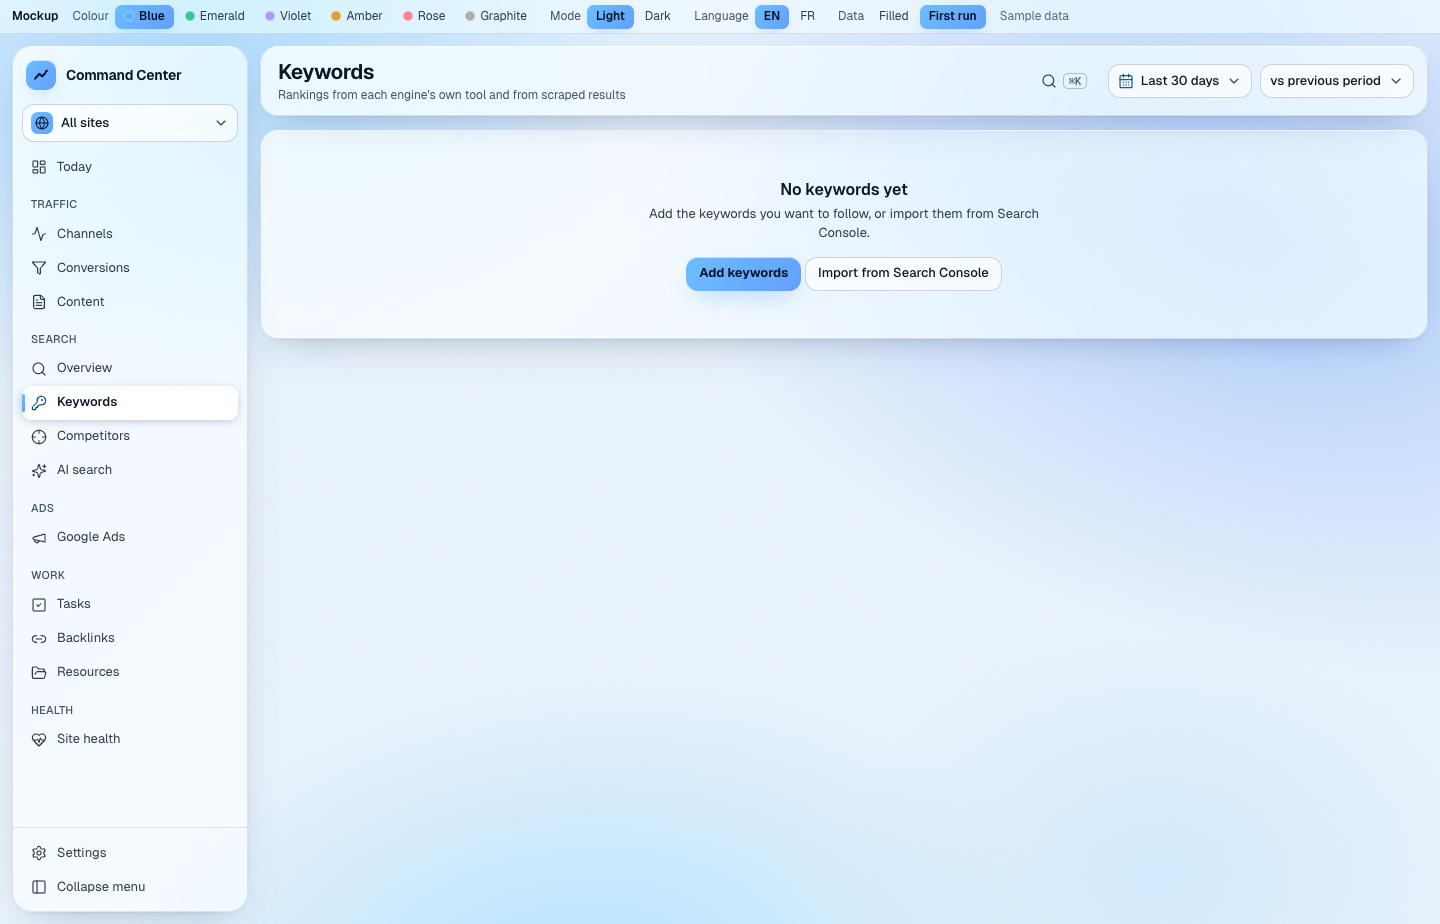 Mockup Colour Blue Emerald Violet Amber Rose Graphite Mode Light Dark Language EN FR Data Filled First run Sample data
Command Center
All sites
Today
TRAFFIC
Channels
Conversions
Content
SEARCH
Overview
Keywords
Competitors
AI search
ADS
Google Ads
WORK
Tasks
Backlinks
Resources
HEALTH
Site health
Settings
Collapse menu
Keywords
Rankings from each engine's own tool and from scraped results
⌘K Last 30 days vs previous period
No keywords yet
Add the keywords you want to follow, or import them from Search
Console.
Add keywords Import from Search Console